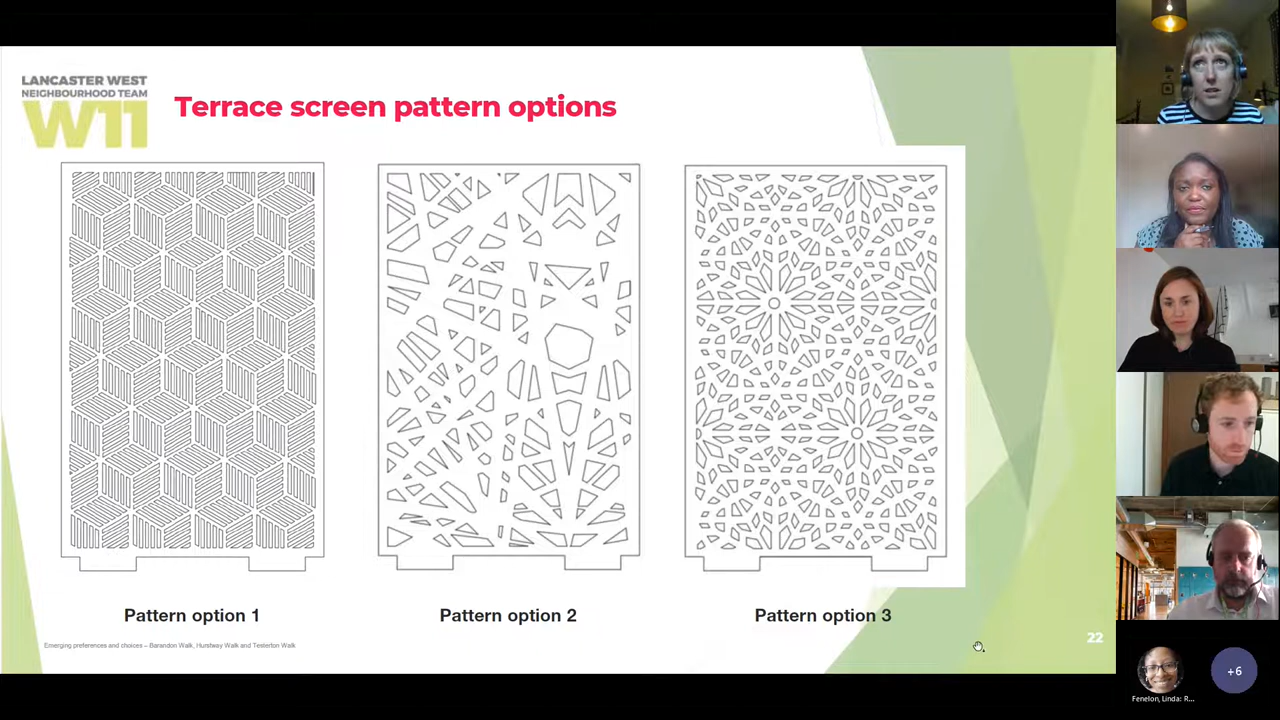 LANCASTER WEST
NEIGHBOURHOOD TEAM
W11
Terrace screen pattern options
Pattern option 1
Pattern option 2
Pattern option 3
Emerging preferences and choices – Barandon Walk, Hurstway Walk and Testerton Walk
22
+6
Fenelon, Linda: R...